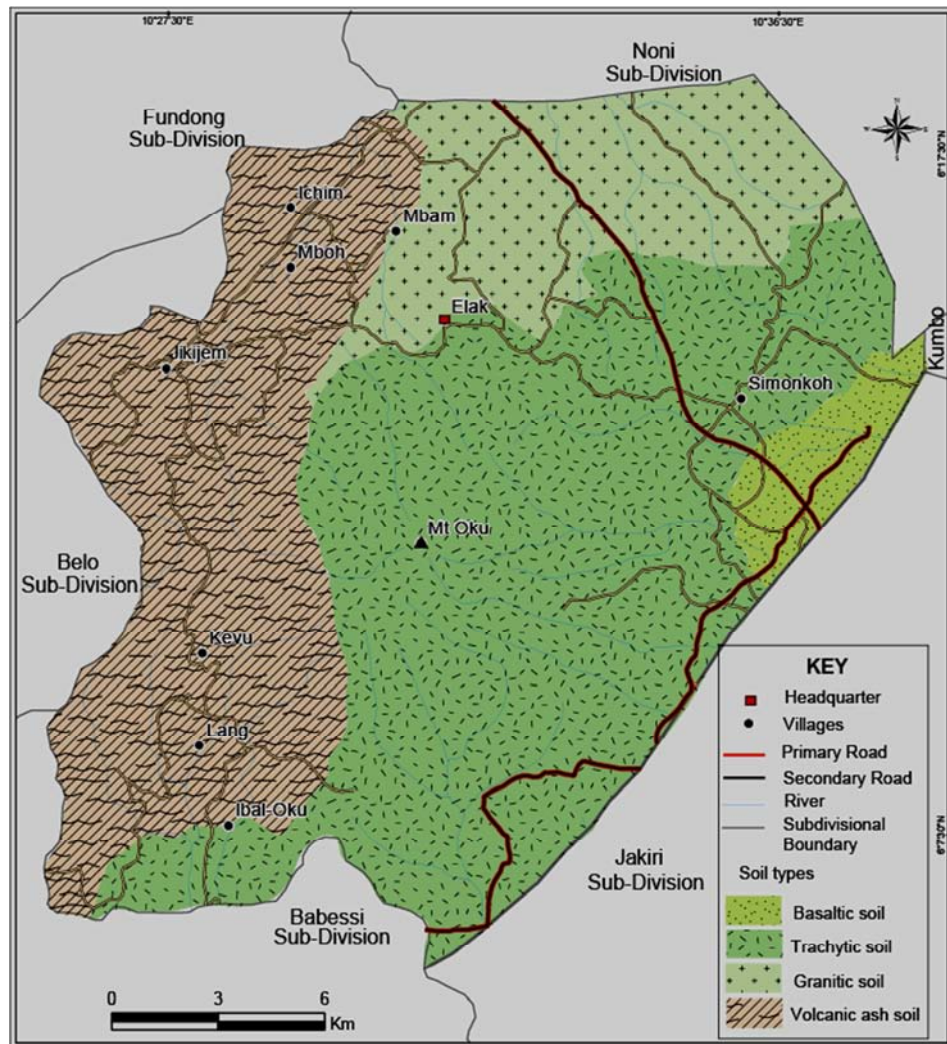 10°27'30"E
10°36'30"E
Noni
Sub-Division
Fundong
Sub-Division
6°17'30"N
Ichim
Mbam
Mboh
Elak
Kumbo
Jikijem
Simonkoh
Mt Oku
Belo
Sub-Division
Kevu
Lang
Ibal-Oku
6°7'30"N
Jakiri
Sub-Division
Babessi
Sub-Division
0
3
6
Km
KEY
Headquarter
Villages
Primary Road
Secondary Road
River
Subdivisional
Boundary
Soil types
Basaltic soil
Trachytic soil
Granitic soil
Volcanic ash soil